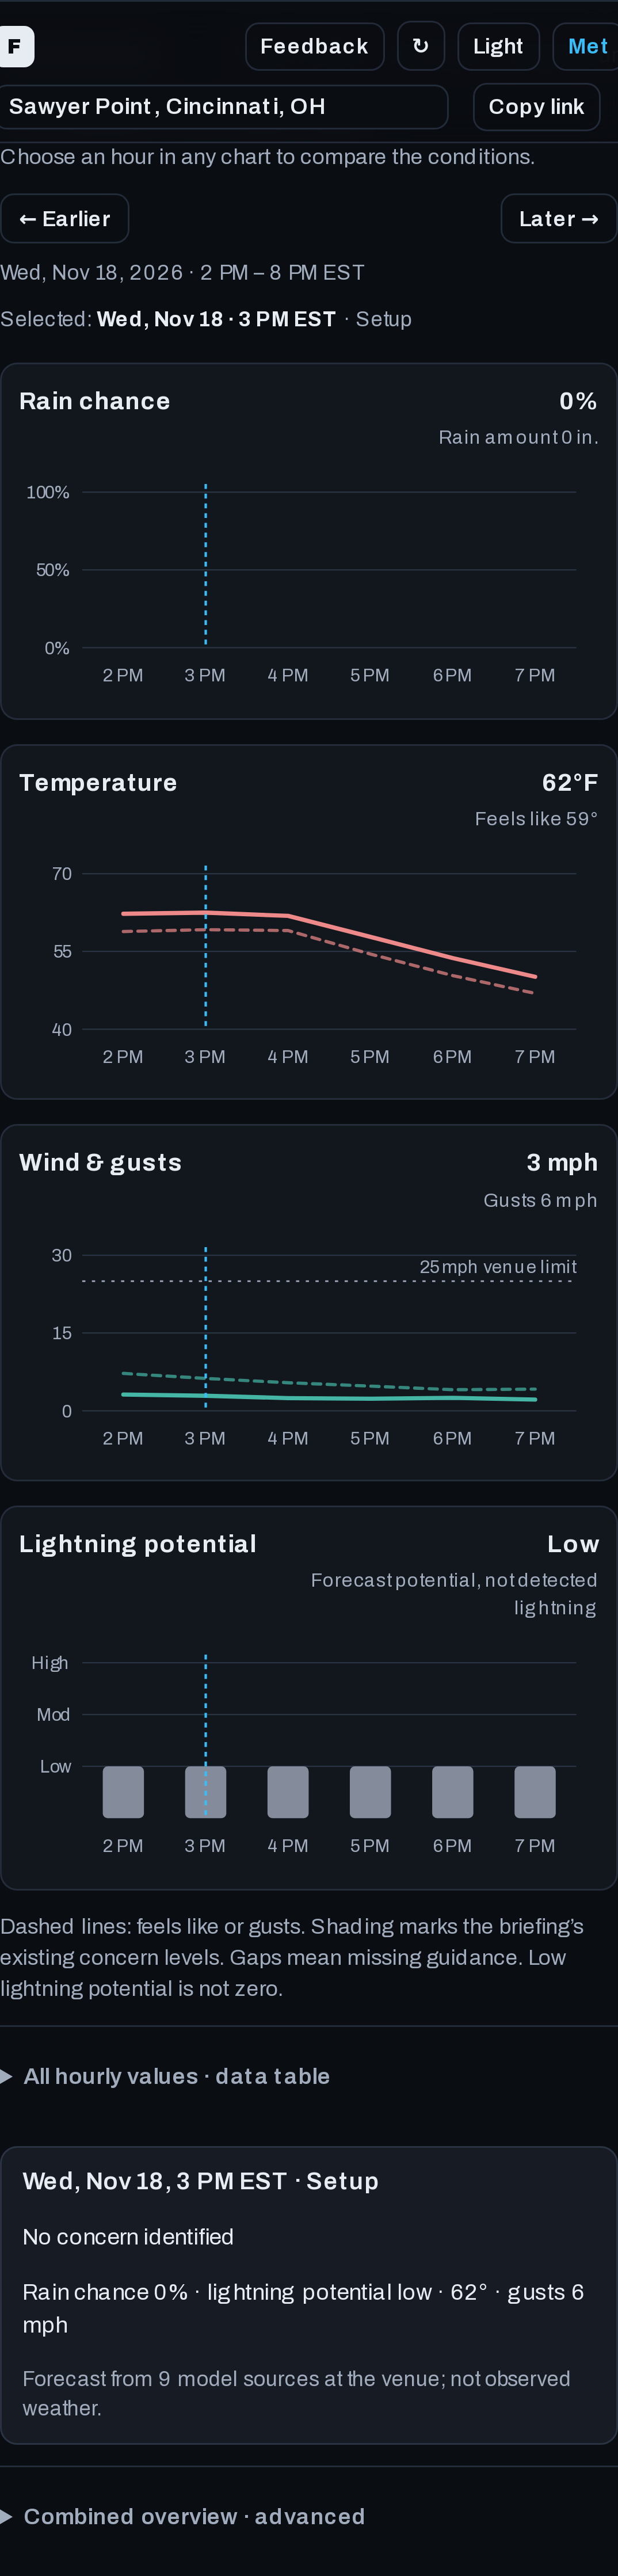 F
Feedback
↻
Light
Met
Sawyer Point, Cincinnati, OH
Copy link
Choose an hour in any chart to compare the conditions.
← Earlier
Later →
Wed, Nov 18, 2026 · 2 PM – 8 PM EST
Selected: Wed, Nov 18 · 3 PM EST · Setup
Rain chance
0%
Rain amount 0 in.
100%
50%
0%
2 PM 3 PM 4 PM 5 PM 6 PM 7 PM
Temperature
62°F
Feels like 59°
70
55
40
2 PM 3 PM 4 PM 5 PM 6 PM 7 PM
Wind & gusts
3 mph
Gusts 6 mph
30
25 mph venue limit
15
0
2 PM 3 PM 4 PM 5 PM 6 PM 7 PM
Lightning potential
Low
Forecast potential, not detected
lightning
High
Mod
Low
2 PM 3 PM 4 PM 5 PM 6 PM 7 PM
Dashed lines: feels like or gusts. Shading marks the briefing’s
existing concern levels. Gaps mean missing guidance. Low
lightning potential is not zero.
▶ All hourly values · data table
Wed, Nov 18, 3 PM EST · Setup
No concern identified
Rain chance 0% · lightning potential low · 62° · gusts 6
mph
Forecast from 9 model sources at the venue; not observed
weather.
▶ Combined overview · advanced